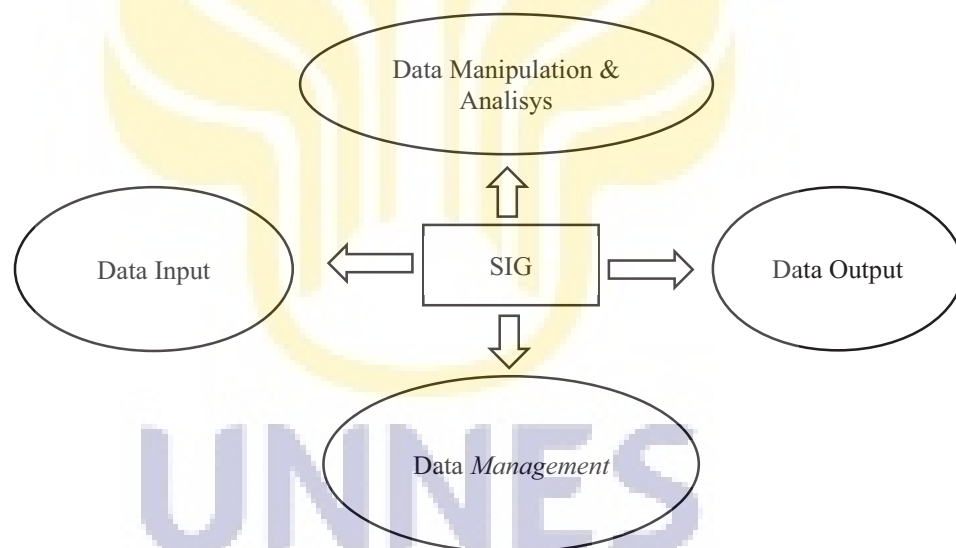 Data Manipulation &
Analisys
Data Input
SIG
Data Output
Data Management
UNNES